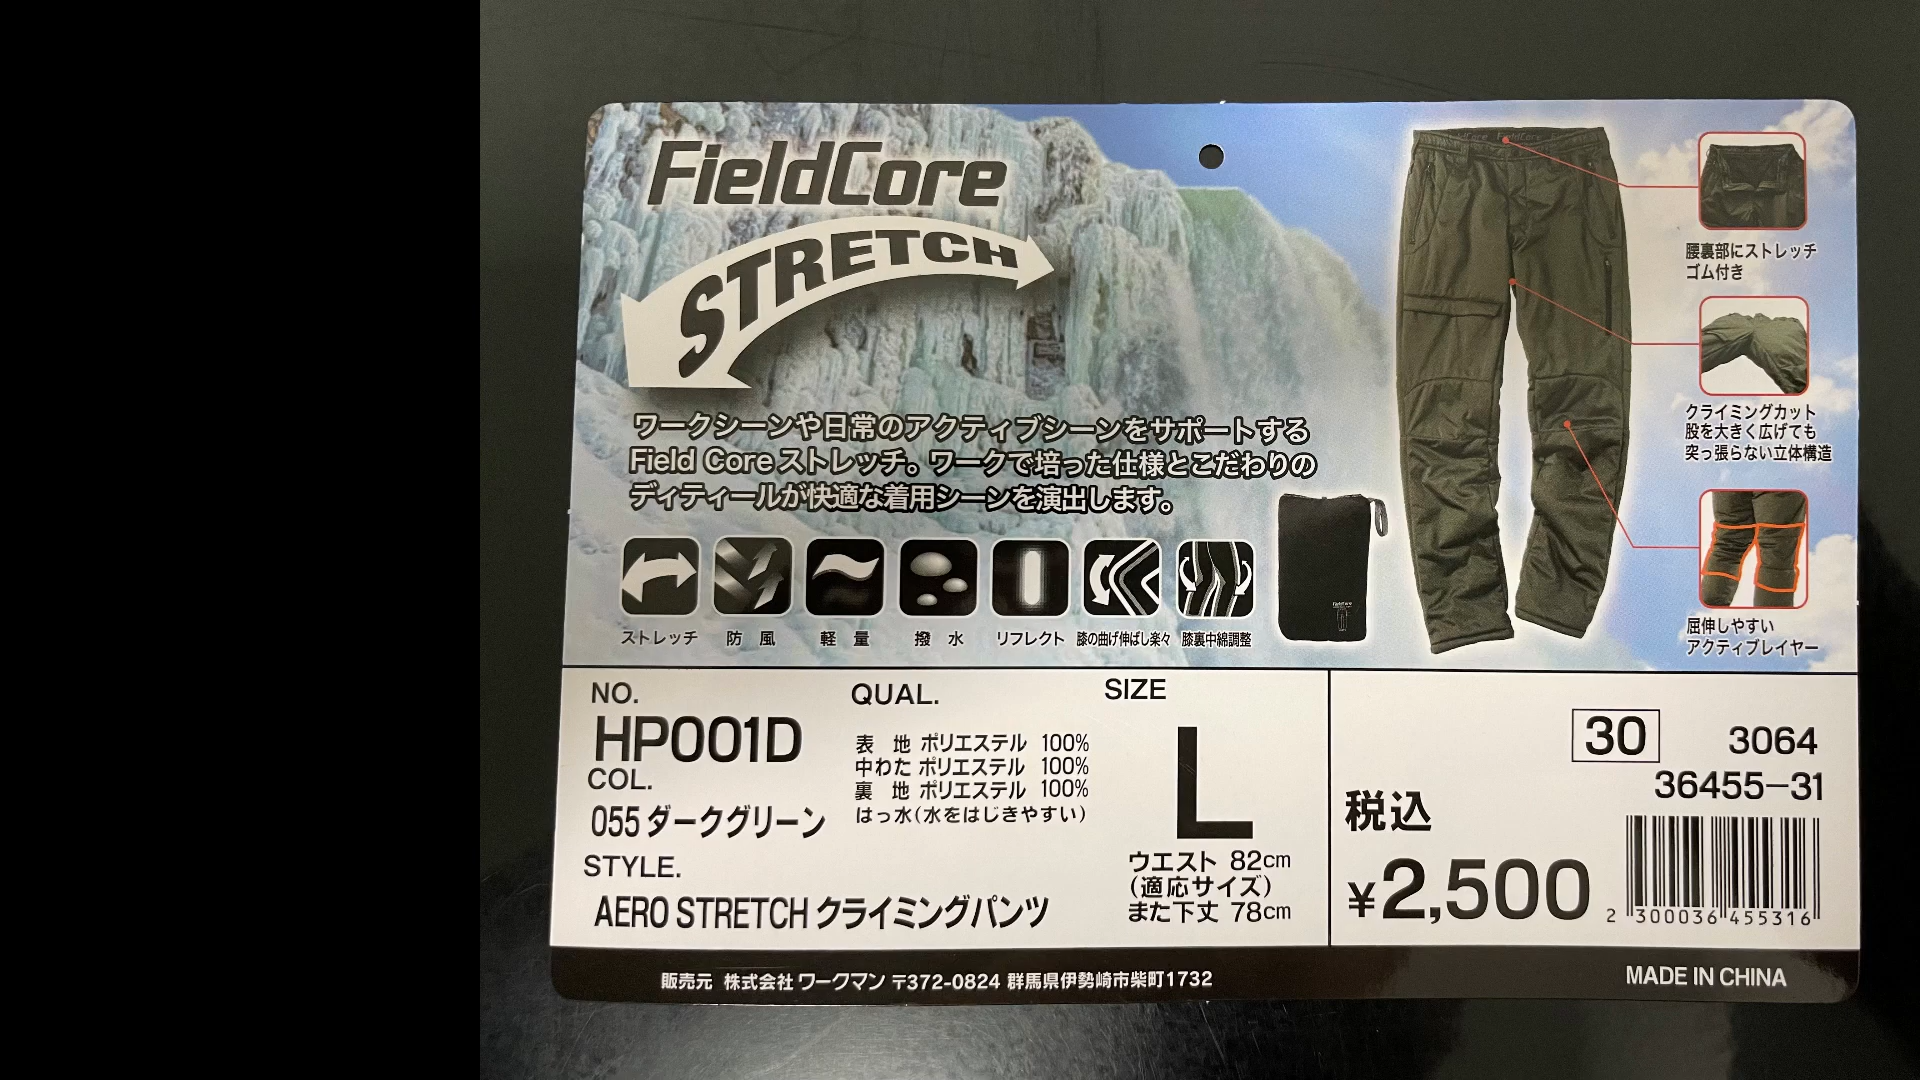 FieldCore
STRETCH
ワークシーンや日常のアクティブシーンをサポートする
Field Coreストレッチ。ワークで培った仕様とこだわりの
ディティールが快適な着用シーンを演出します。
ストレッチ 防 風 軽 量 撥 水 リフレクト 膝の曲げ伸ばし楽々 膝裏中綿調整
腰裏部にストレッチ
ゴム付き
クライミングカット
股を大きく広げても
突っ張らない立体構造
屈伸しやすい
アクティブレイヤー
NO.
HP001D
COL.
055 ダークグリーン
STYLE.
AERO STRETCH クライミングパンツ
QUAL.
表 地 ポリエステル 100%
中わた ポリエステル 100%
裏 地 ポリエステル 100%
はっ水(水をはじきやすい)
SIZE
L
ウエスト 82cm
(適応サイズ)
また下丈 78cm
30 3064
36455-31
税込
¥2,500
2 300036 455316
販売元 株式会社 ワークマン 〒372-0824 群馬県伊勢崎市柴町1732
MADE IN CHINA